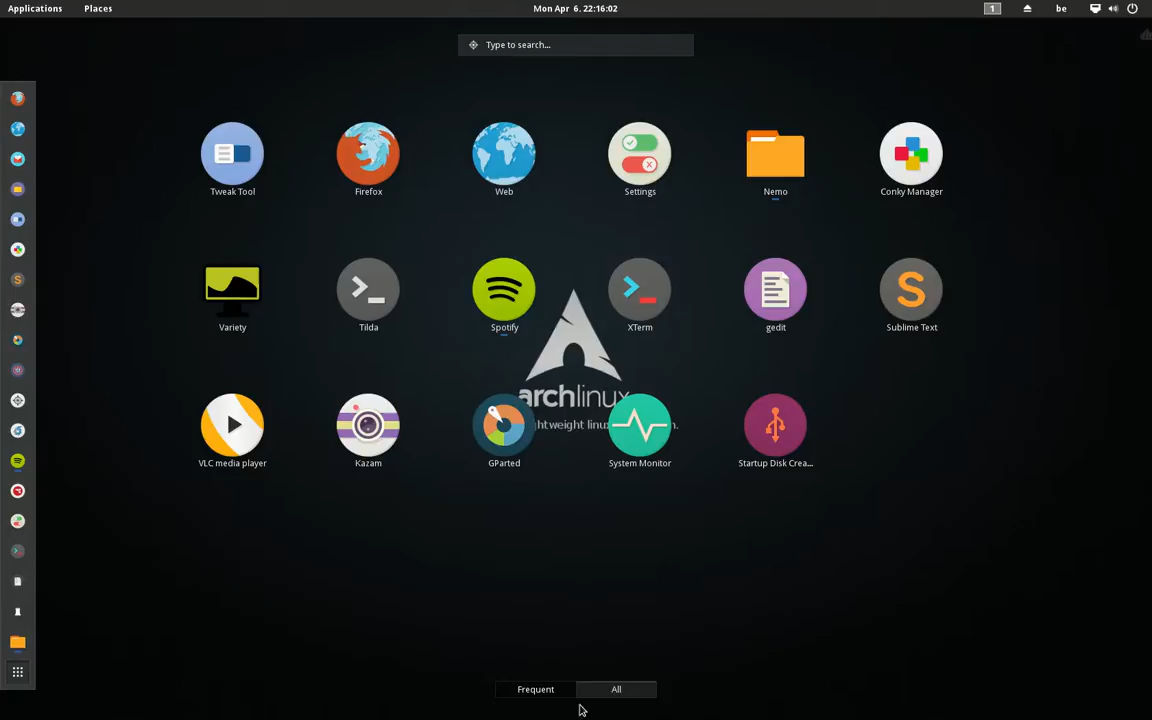 Applications Places Mon Apr 6, 22:16:02 1 be
Type to search...
Tweak Tool Firefox Web Settings Nemo Conky Manager
Variety Tilda Spotify XTerm gedit Sublime Text
archlinux
VLC media player Kazam GParted System Monitor Startup Disk Crea...
Frequent All